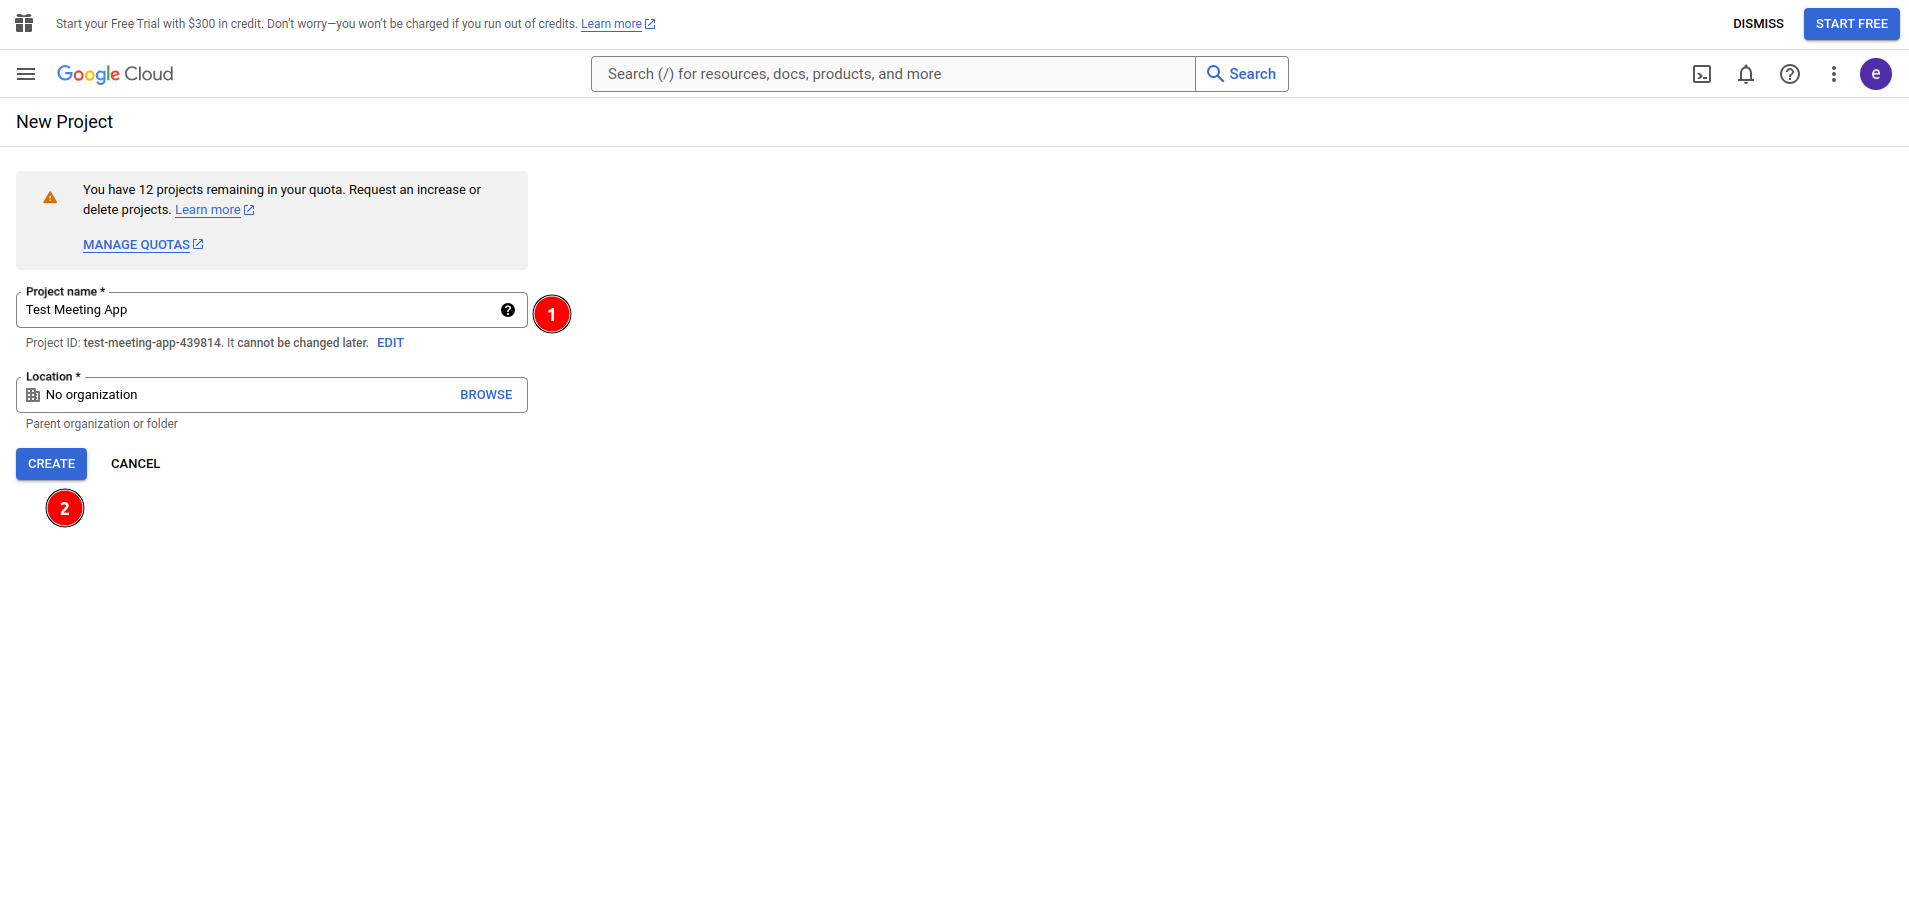 Start your Free Trial with $300 in credit. Don't worry—you won't be charged if you run out of credits. Learn more
DISMISS
START FREE
Google Cloud
Search (/) for resources, docs, products, and more
Search
e
New Project
You have 12 projects remaining in your quota. Request an increase or
delete projects. Learn more
MANAGE QUOTAS
Project name *
Test Meeting App
1
Project ID: test-meeting-app-439814. It cannot be changed later. EDIT
Location *
No organization
BROWSE
Parent organization or folder
CREATE
CANCEL
2